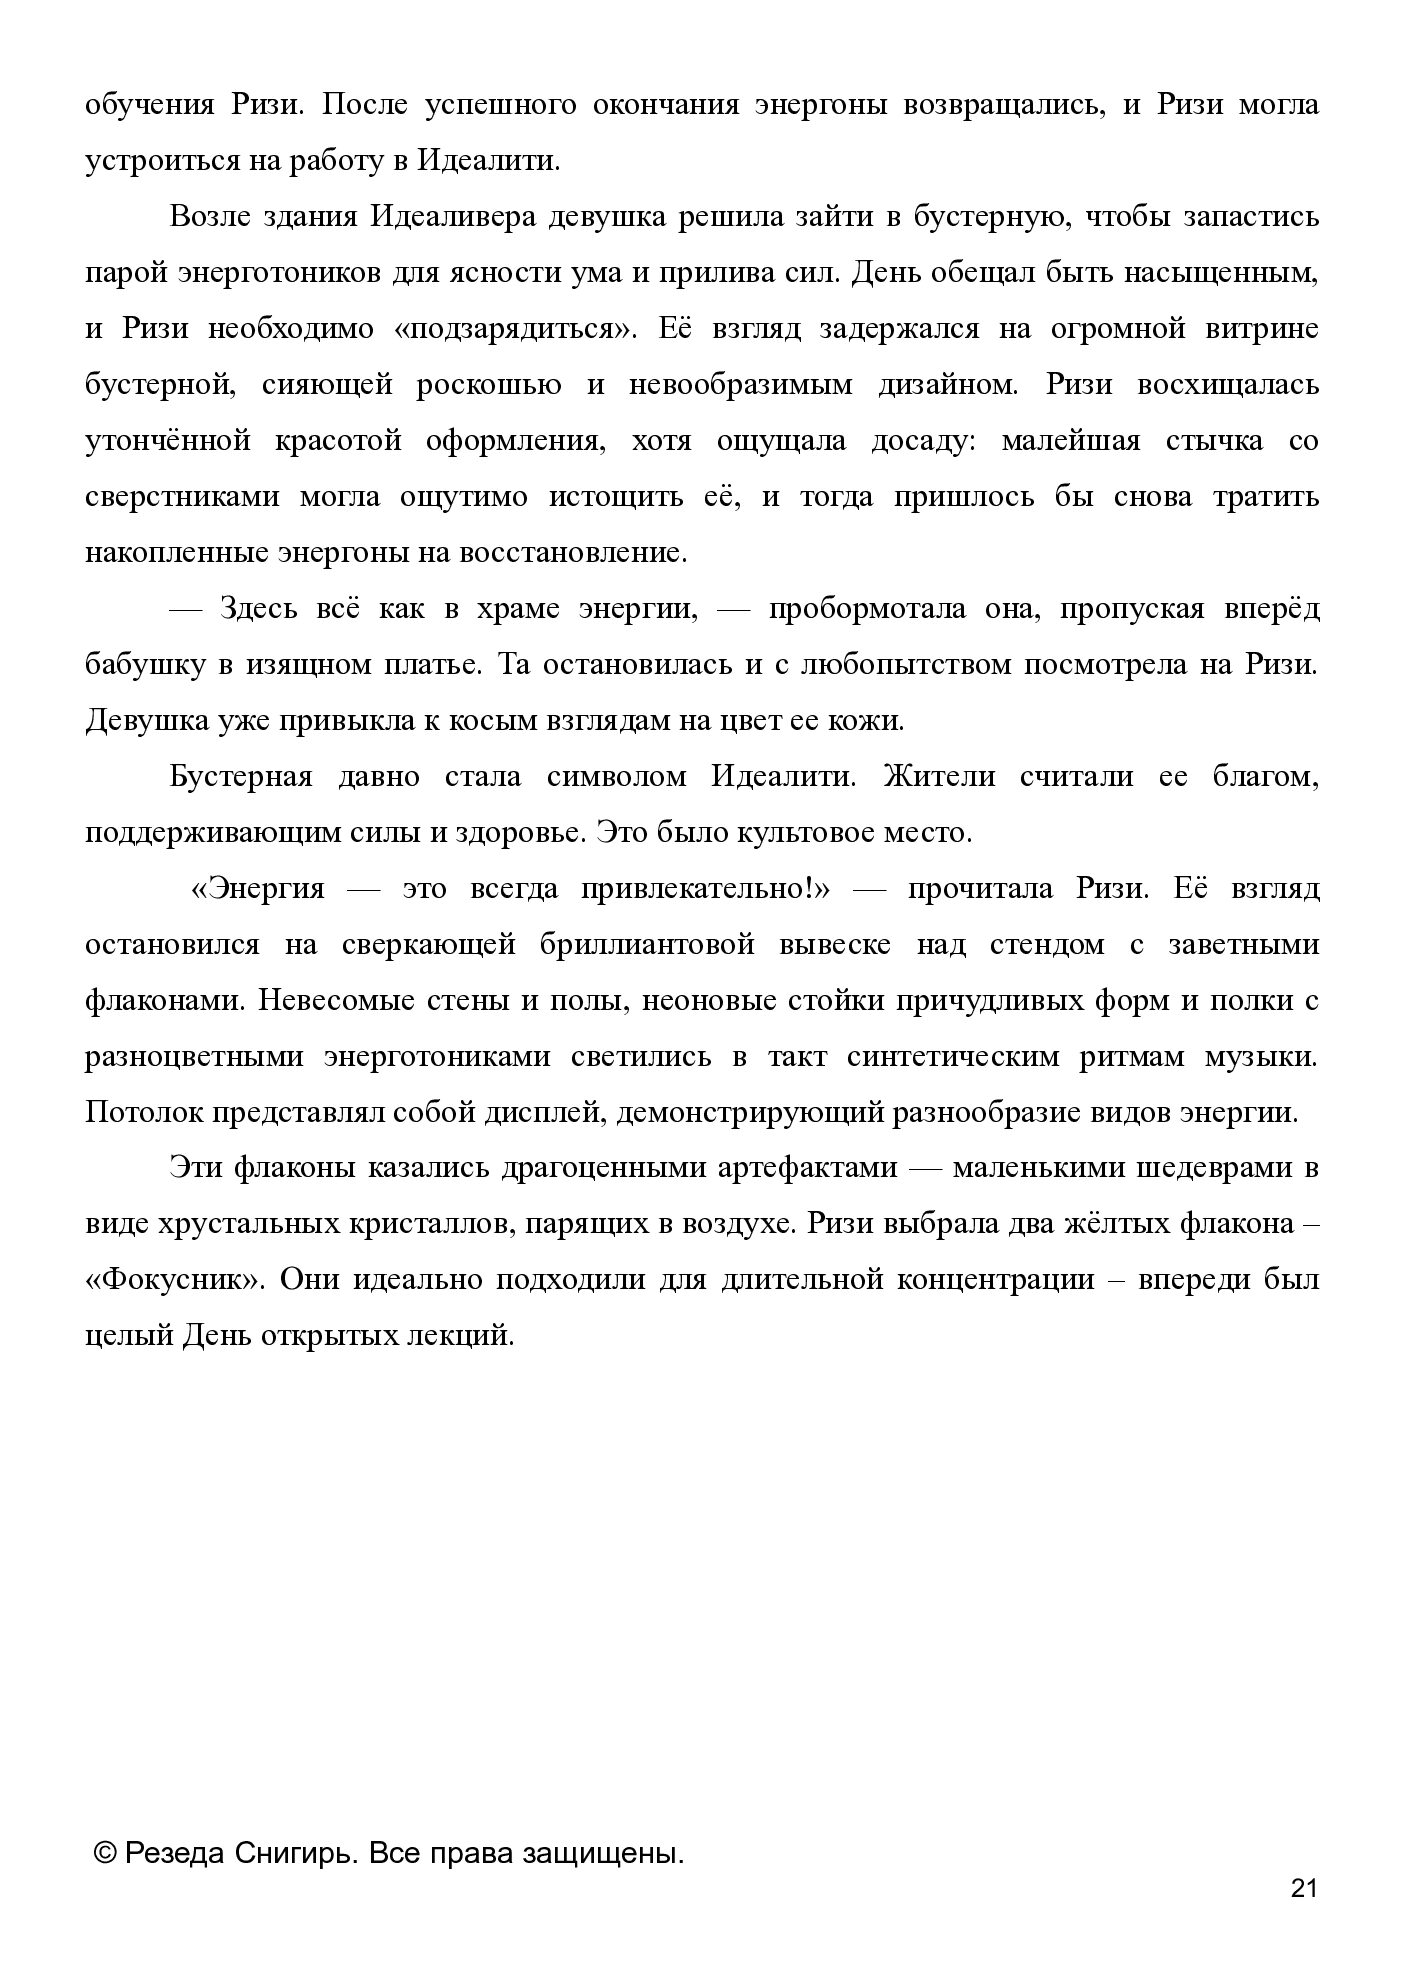 обучения Ризи. После успешного окончания энергоны возвращались, и Ризи могла
устроиться на работу в Идеалити.
Возле здания Идеаливера девушка решила зайти в бустерную, чтобы запастись
парой энерготоников для ясности ума и прилива сил. День обещал быть насыщенным,
и Ризи необходимо «подзарядиться». Её взгляд задержался на огромной витрине
бустерной, сияющей роскошью и невообразимым дизайном. Ризи восхищалась
утончённой красотой оформления, хотя ощущала досаду: малейшая стычка со
сверстниками могла ощутимо истощить её, и тогда пришлось бы снова тратить
накопленные энергоны на восстановление.
— Здесь всё как в храме энергии, — пробормотала она, пропуская вперёд
бабушку в изящном платье. Та остановилась и с любопытством посмотрела на Ризи.
Девушка уже привыкла к косым взглядам на цвет ее кожи.
Бустерная давно стала символом Идеалити. Жители считали ее благом,
поддерживающим силы и здоровье. Это было культовое место.
«Энергия — это всегда привлекательно!» — прочитала Ризи. Её взгляд
остановился на сверкающей бриллиантовой вывеске над стендом с заветными
флаконами. Невесомые стены и полы, неоновые стойки причудливых форм и полки с
разноцветными энерготониками светились в такт синтетическим ритмам музыки.
Потолок представлял собой дисплей, демонстрирующий разнообразие видов энергии.
Эти флаконы казались драгоценными артефактами — маленькими шедеврами в
виде хрустальных кристаллов, парящих в воздухе. Ризи выбрала два жёлтых флакона –
«Фокусник». Они идеально подходили для длительной концентрации – впереди был
целый День открытых лекций.
© Резеда Снигирь. Все права защищены.
21